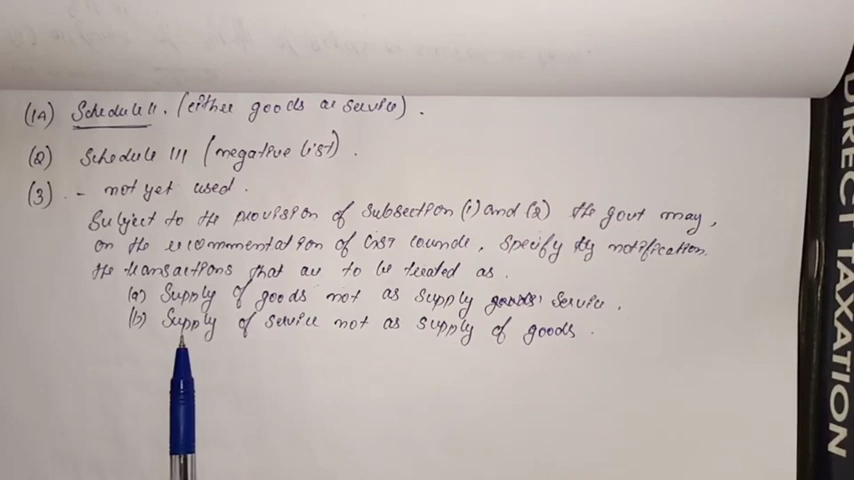 (1A) Schedule II. (either goods or service).
(2) Schedule III (negative list).
(3) - not yet used.
Subject to the provision of subsection (1) and (2) the govt may,
on the recommentation of GST councle, specify by notification.
the transactions that are to be treated as.
(a) Supply of goods not as supply service.
(b) Supply of service not as supply of goods.
DIRECT TAXATION